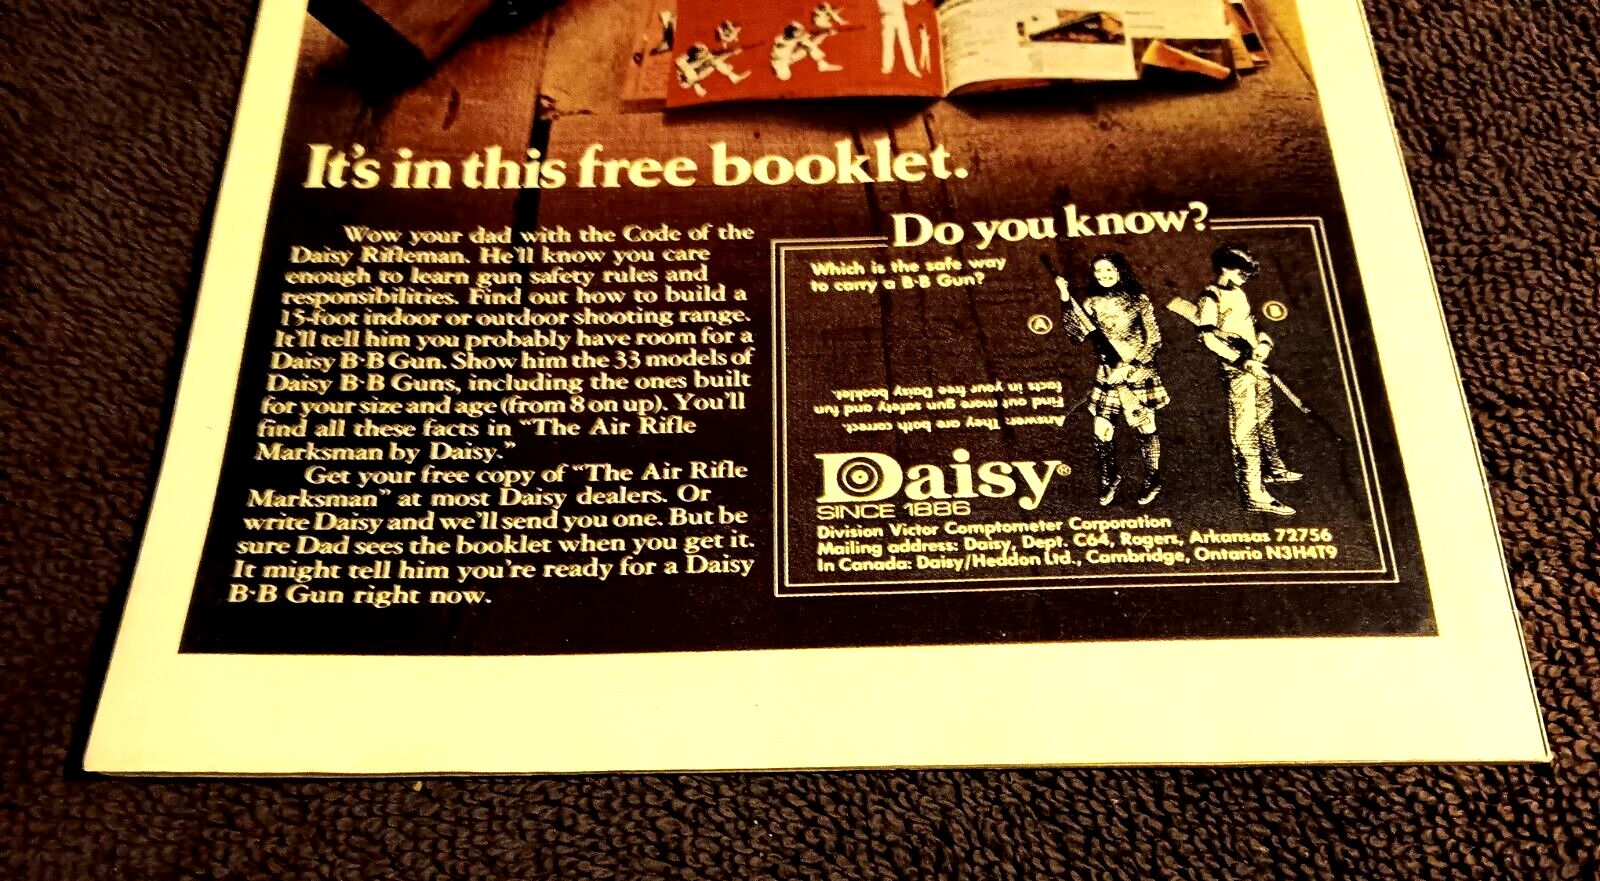 It's in this free booklet.
Wow your dad with the Code of the
Daisy Rifleman. He'll know you care
enough to learn gun safety rules and
responsibilities. Find out how to build a
15-foot indoor or outdoor shooting range.
It'll tell him you probably have room for a
Daisy B·B Gun. Show him the 33 models of
Daisy B·B Guns, including the ones built
for your size and age (from 8 on up). You'll
find all these facts in "The Air Rifle
Marksman by Daisy."
Get your free copy of "The Air Rifle
Marksman" at most Daisy dealers. Or
write Daisy and we'll send you one. But be
sure Dad sees the booklet when you get it.
It might tell him you're ready for a Daisy
B·B Gun right now.
Do you know?
Which is the safe way
to carry a B·B Gun?
A
B
Answer: They are both correct.
Find out more gun safety and fun
facts in your free Daisy booklet.
Daisy®
SINCE 1886
Division Victor Comptometer Corporation
Mailing address: Daisy, Dept. C64, Rogers, Arkansas 72756
In Canada: Daisy/Heddon Ltd., Cambridge, Ontario N3H4T9